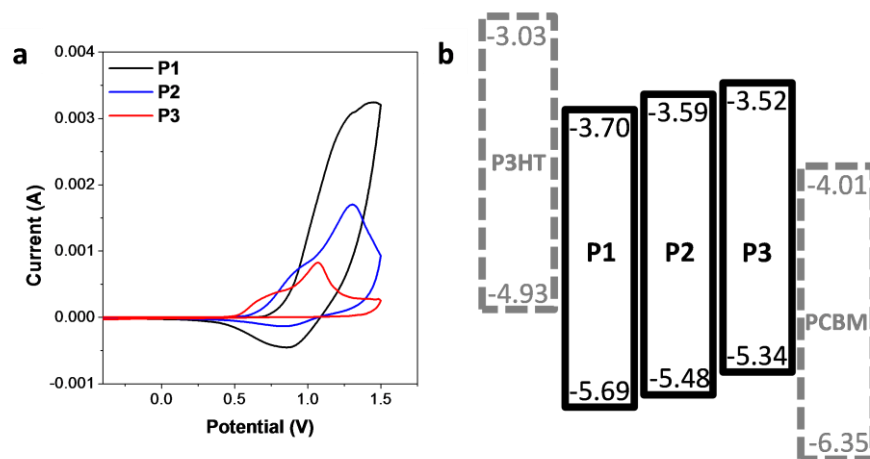 a
0.004
0.003
0.002
0.001
0.000
-0.001
Current (A)
P1
P2
P3
0.0
0.5
1.0
1.5
Potential (V)
b
-3.03
P3HT
-4.93
-3.70
P1
-5.69
-3.59
P2
-5.48
-3.52
P3
-5.34
-4.01
PCBM
-6.35